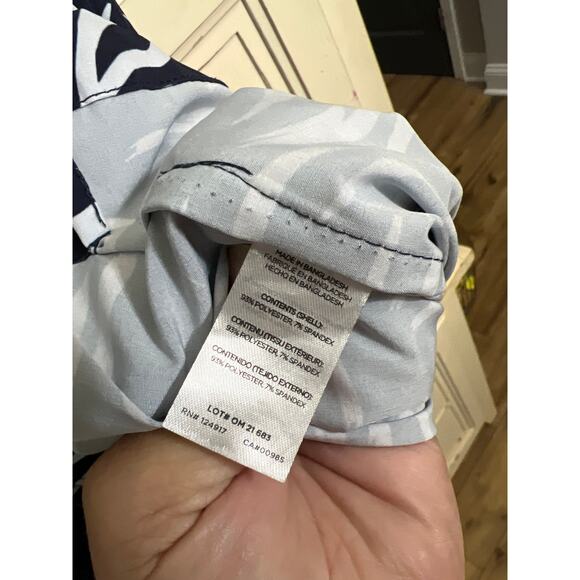 MADE IN BANGLADESH
FABRIQUÉ EN BANGLADESH
HECHO EN BANGLADESH
CONTENTS (SHELL):
93% POLYESTER, 7% SPANDEX
CONTENU (TISSU EXTÉRIEUR):
93% POLYESTER, 7% SPANDEX
CONTENIDO (TEJIDO EXTERNO):
93% POLYESTER, 7% SPANDEX
LOT# OM 21 683
RN# 124917 CA#00985